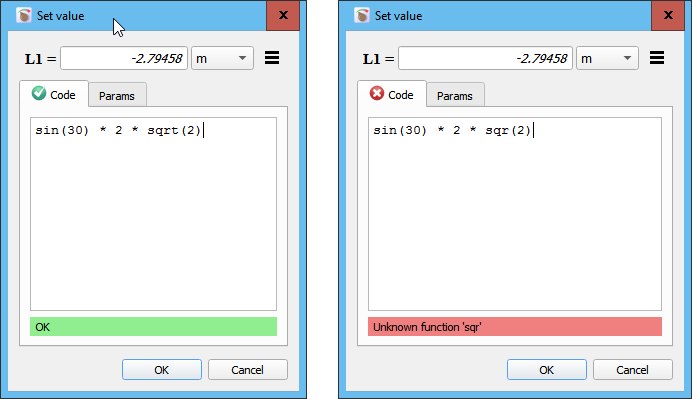 Set value
L1 = -2.79458 m
Code Params
sin(30) * 2 * sqrt(2)
OK
OK Cancel
Set value
L1 = -2.79458 m
Code Params
sin(30) * 2 * sqr(2)
Unknown function 'sqr'
OK Cancel